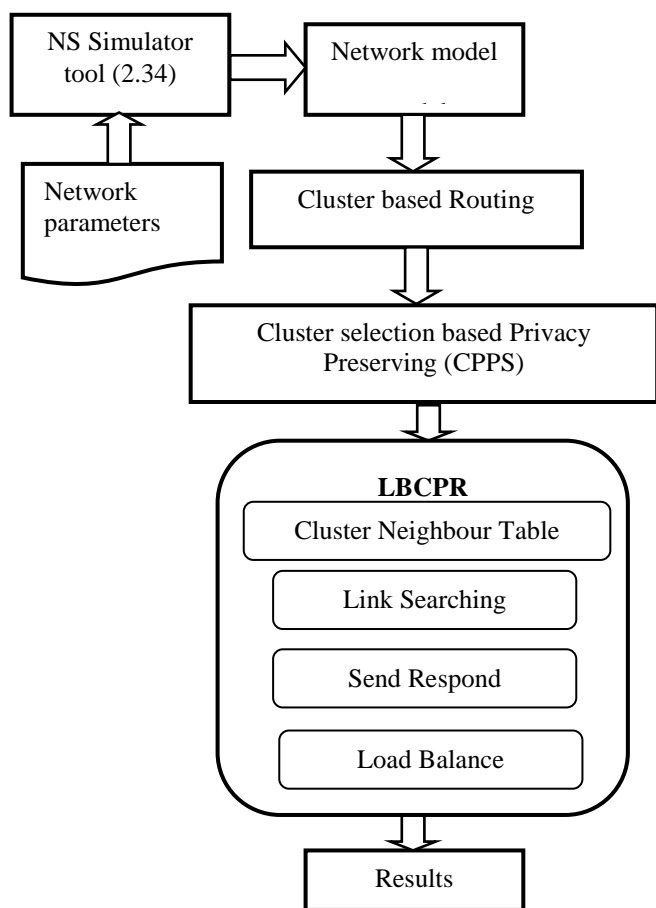 NS Simulator
tool (2.34)
Network model
Network
parameters
Cluster based Routing
Cluster selection based Privacy
Preserving (CPPS)
LBCPR
Cluster Neighbour Table
Link Searching
Send Respond
Load Balance
Results